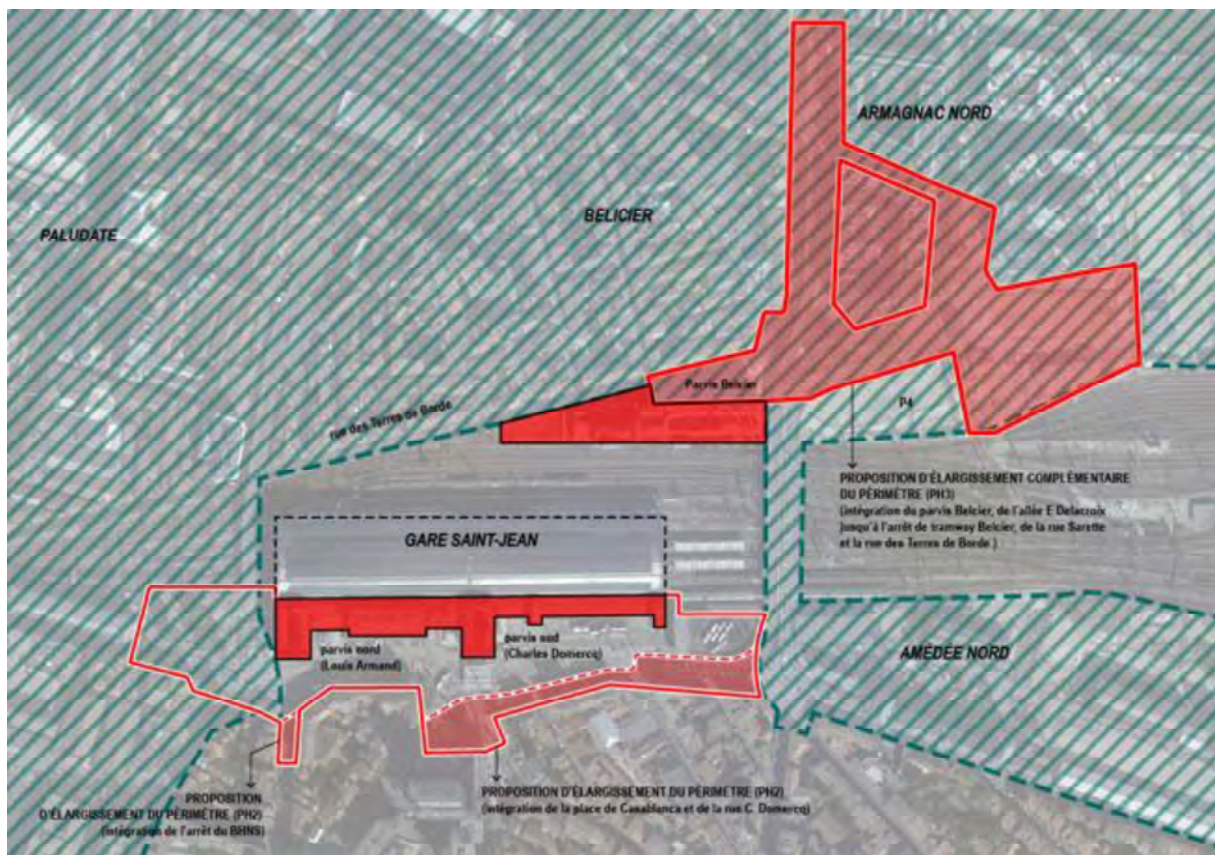 ARMAGNAC NORD
BELICIER
PALUDATE
Parvis Belcier
P4
rue des Terres de Borde
PROPOSITION D'ÉLARGISSEMENT COMPLÉMENTAIRE
DU PÉRIMÈTRE (PH3)
(intégration du parvis Belcier, de l'allée E Delacroix
Jusqu'à l'arrêt de tramway Belcier, de la rue Sarette
et la rue des Terres de Borde.)
GARE SAINT-JEAN
parvis nord
(Louis Armand)
parvis sud
(Charles Domercq)
AMÉDÉE NORD
PROPOSITION
D'ÉLARGISSEMENT DU PÉRIMÈTRE (PH2)
(intégration de l'arrêt du BHNS)
PROPOSITION D'ÉLARGISSEMENT DU PÉRIMÈTRE (PH2)
(intégration de la place de Casablanca et de la rue C. Domercq)